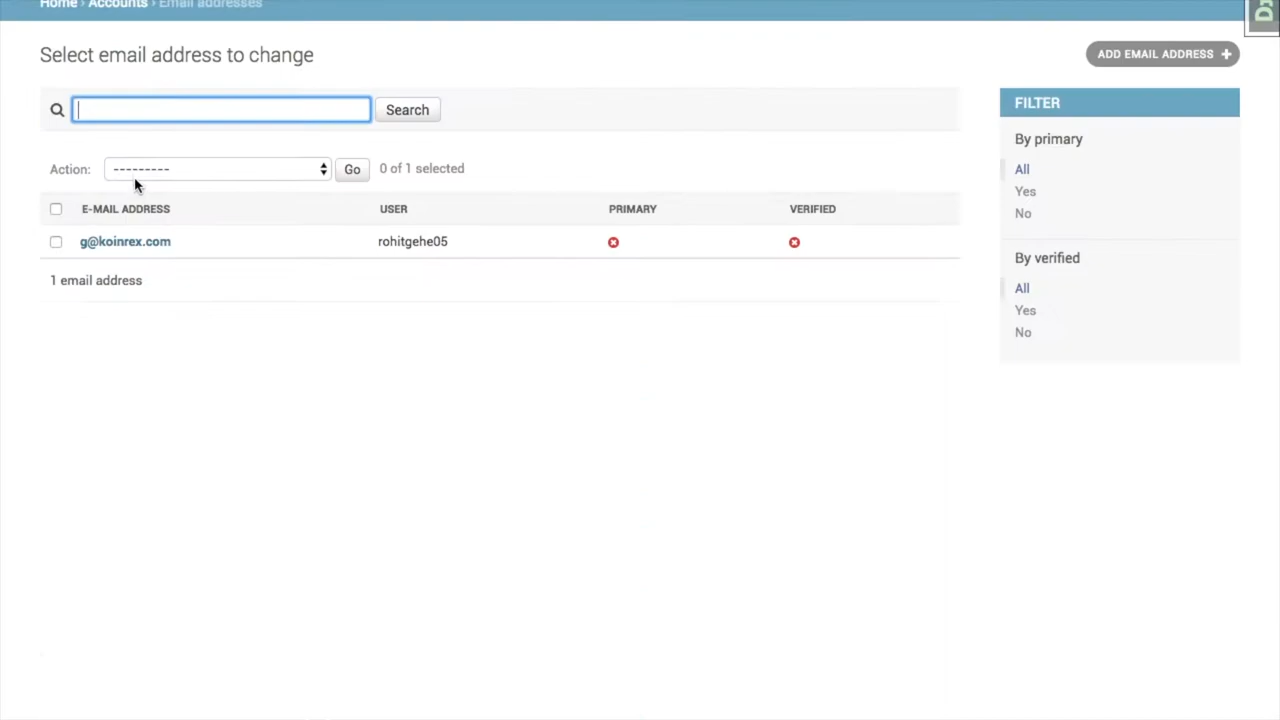 Home › Accounts › Email addresses
Select email address to change
ADD EMAIL ADDRESS +
Search
FILTER
By primary
All
Yes
No
By verified
All
Yes
No
Action: --------- Go 0 of 1 selected
E-MAIL ADDRESS USER PRIMARY VERIFIED
g@koinrex.com rohitgehe05
1 email address